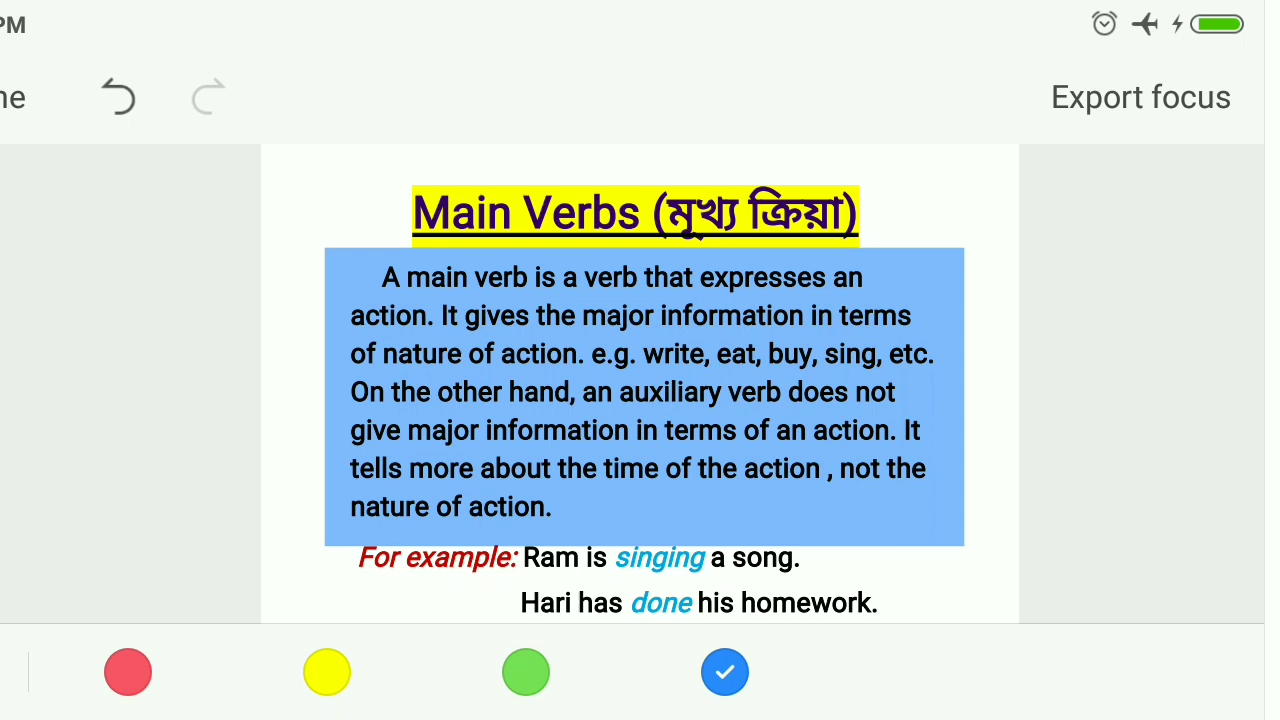 PM
ne
Export focus
Main Verbs (মূখ্য ক্রিয়া)
A main verb is a verb that expresses an
action. It gives the major information in terms
of nature of action. e.g. write, eat, buy, sing, etc.
On the other hand, an auxiliary verb does not
give major information in terms of an action. It
tells more about the time of the action , not the
nature of action.
For example: Ram is singing a song.
Hari has done his homework.